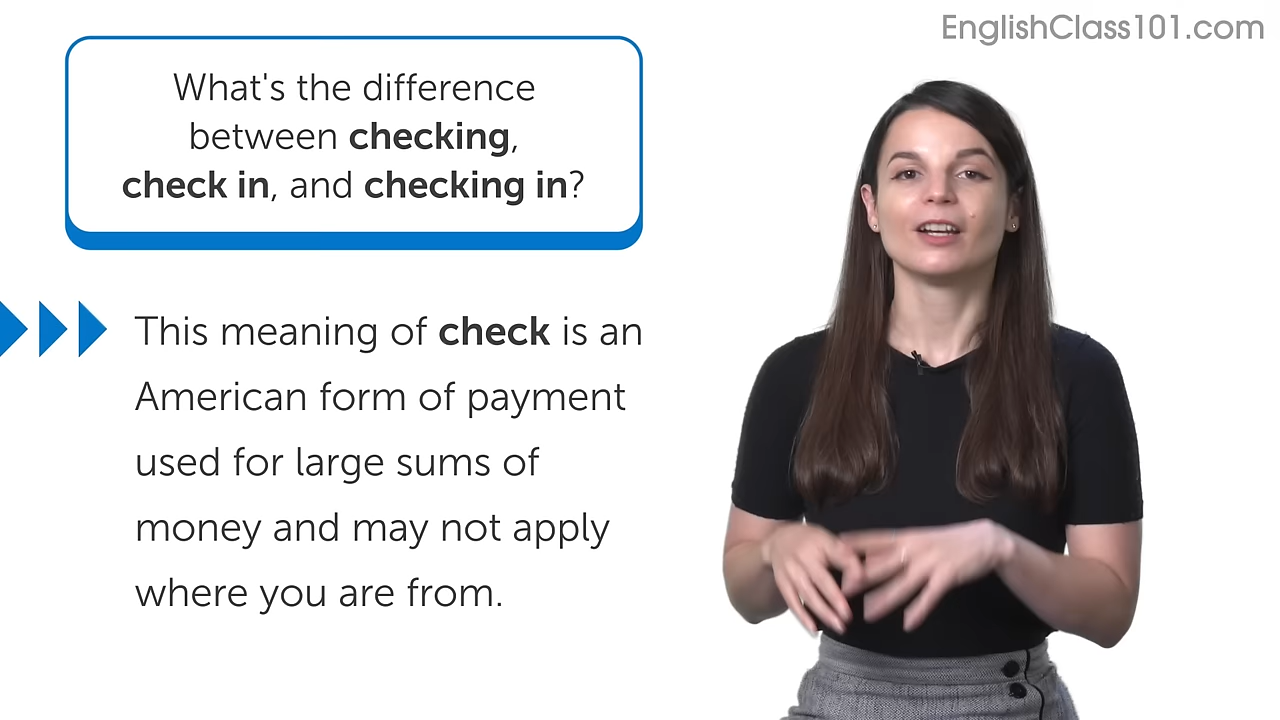 EnglishClass101.com
What's the difference
between checking,
check in, and checking in?
This meaning of check is an
American form of payment
used for large sums of
money and may not apply
where you are from.